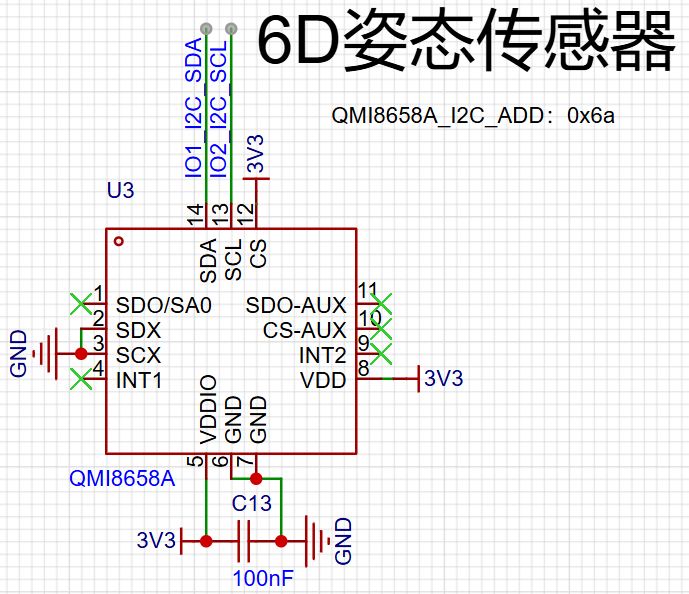 6D姿态传感器
QMI8658A_I2C_ADD：0x6a
IO1_I2C_SDA
IO2_I2C_SCL
3V3
U3
14
13
12
SDA
SCL
CS
1
SDO/SA0
2
SDX
3
SCX
4
INT1
GND
SDO-AUX
11
CS-AUX
10
INT2
9
VDD
8
3V3
VDDIO
GND
GND
5
6
7
QMI8658A
C13
3V3
100nF
GND